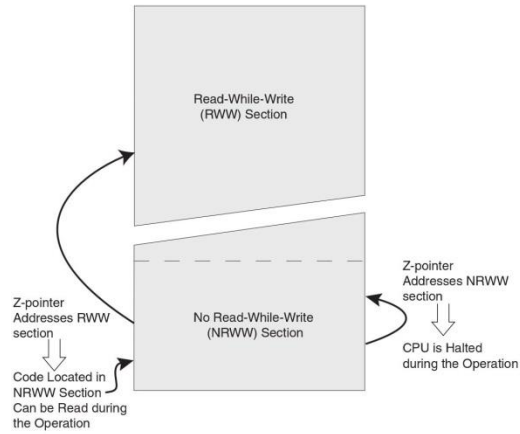 Read-While-Write
(RWW) Section
Z-pointer
Addresses NRWW
section
Z-pointer
Addresses RWW
section
No Read-While-Write
(NRWW) Section
CPU is Halted
during the Operation
Code Located in
NRWW Section
Can be Read during
the Operation